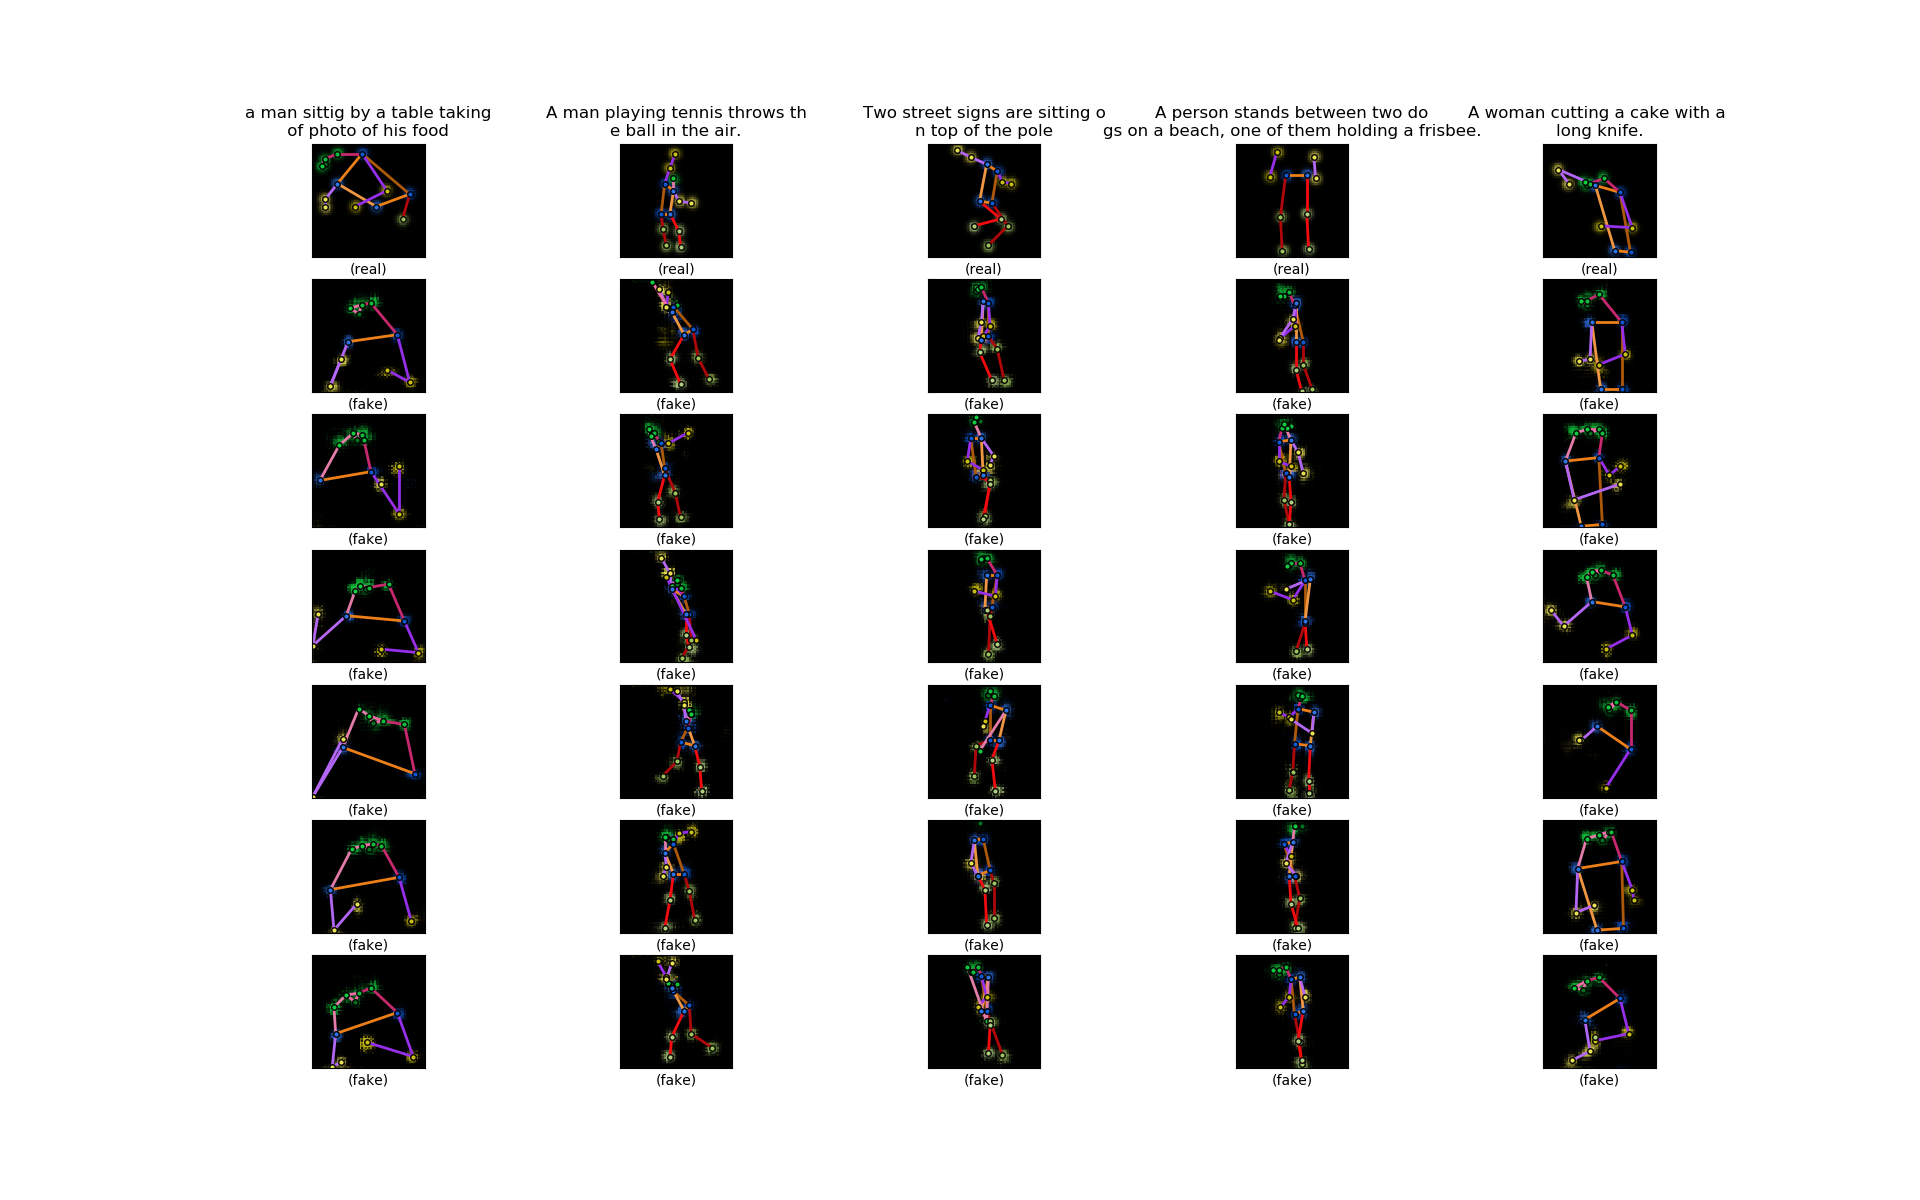 a man sittig by a table taking
of photo of his food
A man playing tennis throws th
e ball in the air.
Two street signs are sitting o
n top of the pole
A person stands between two do
gs on a beach, one of them holding a frisbee.
A woman cutting a cake with a
long knife.
(real) (real) (real) (real) (real)
(fake) (fake) (fake) (fake) (fake)
(fake) (fake) (fake) (fake) (fake)
(fake) (fake) (fake) (fake) (fake)
(fake) (fake) (fake) (fake) (fake)
(fake) (fake) (fake) (fake) (fake)
(fake) (fake) (fake) (fake) (fake)